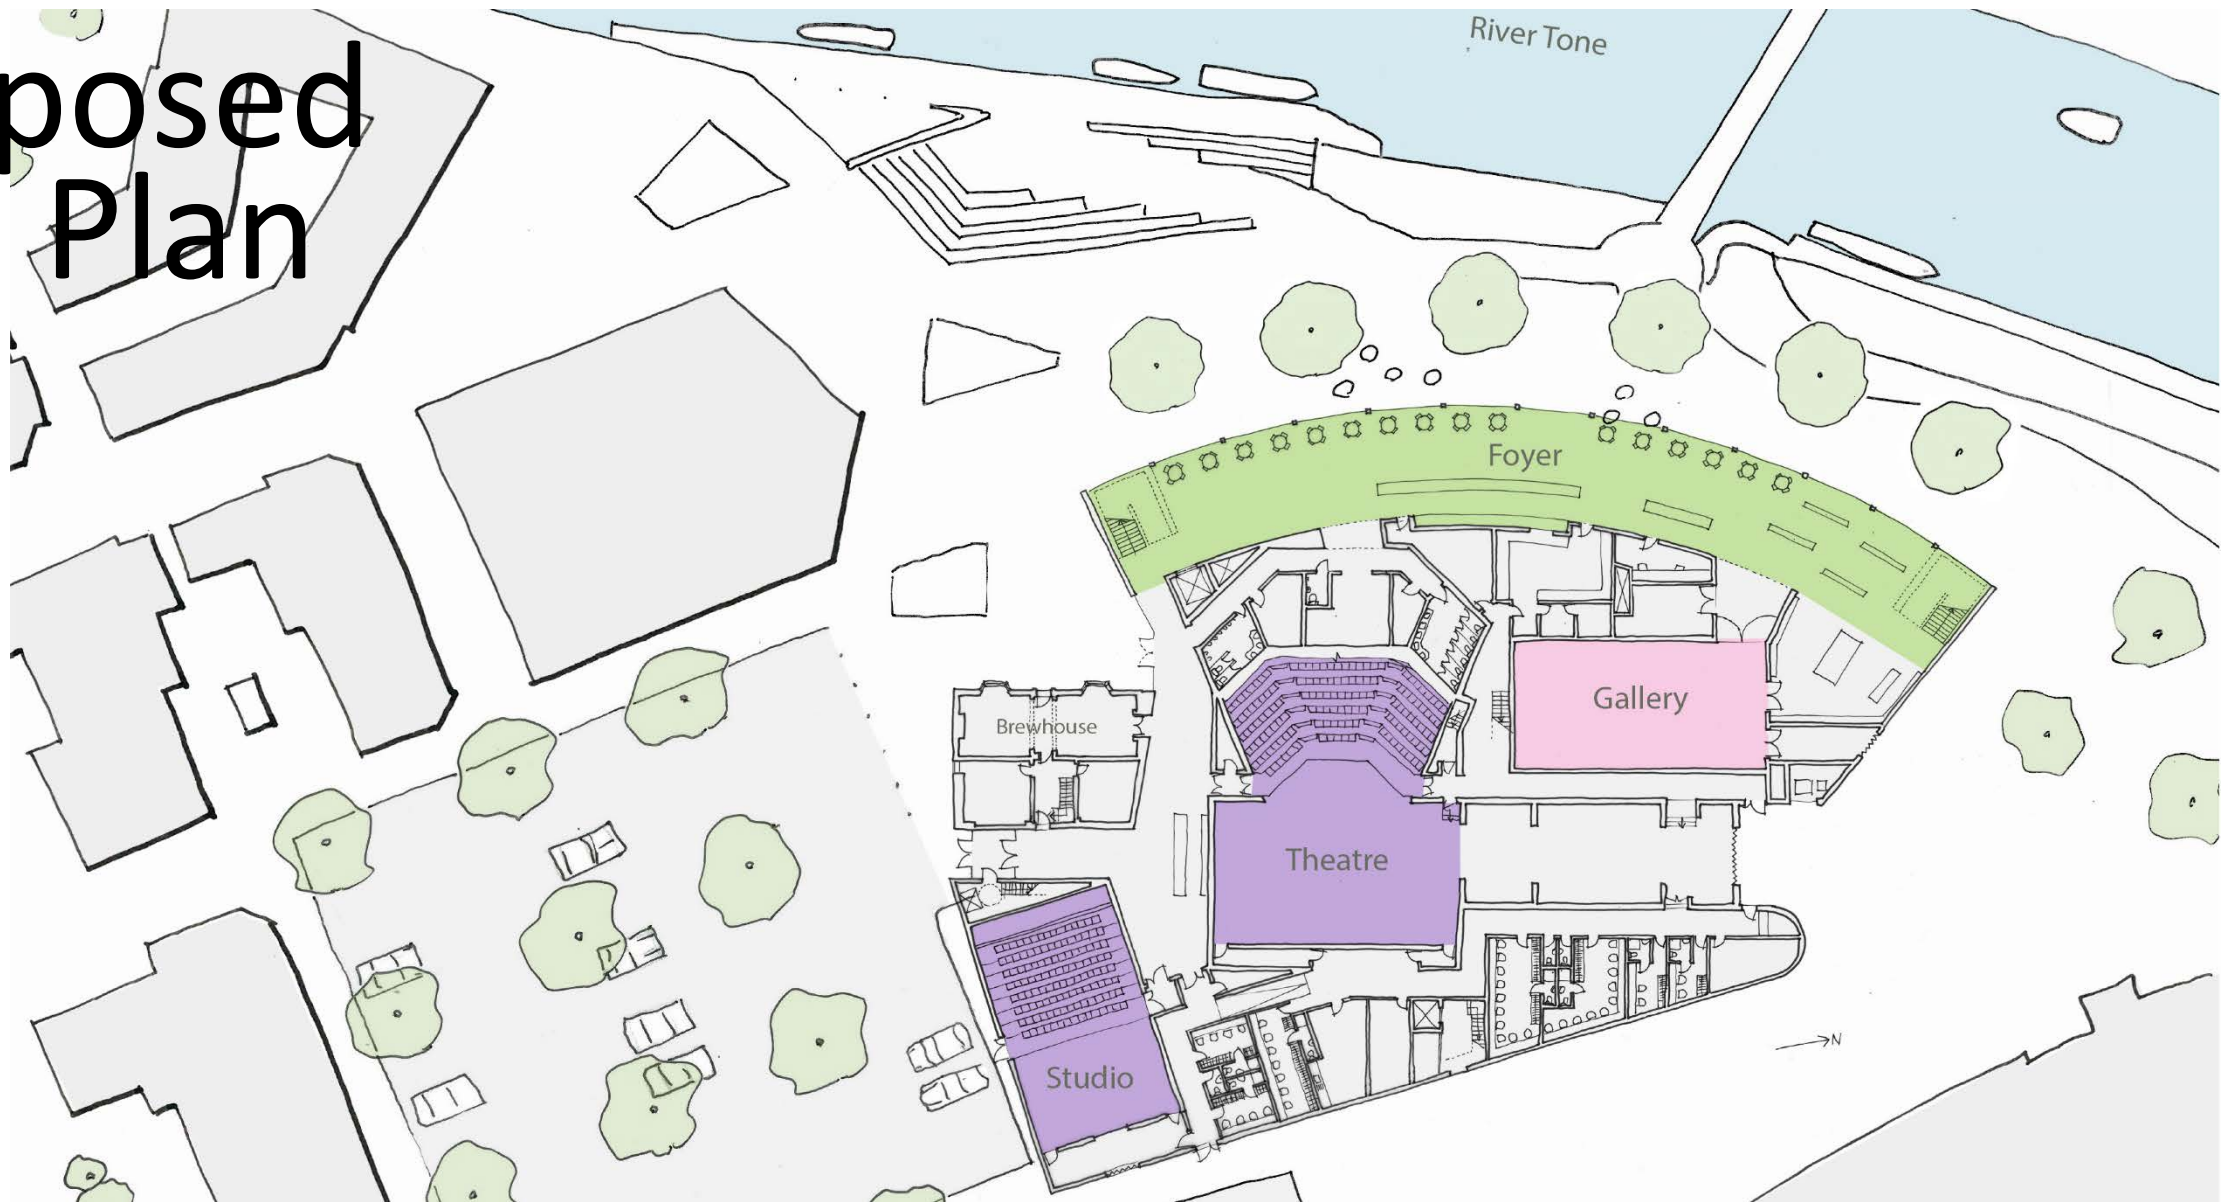 posed
Plan
River Tone
Foyer
Gallery
Brewhouse
Theatre
Studio
N